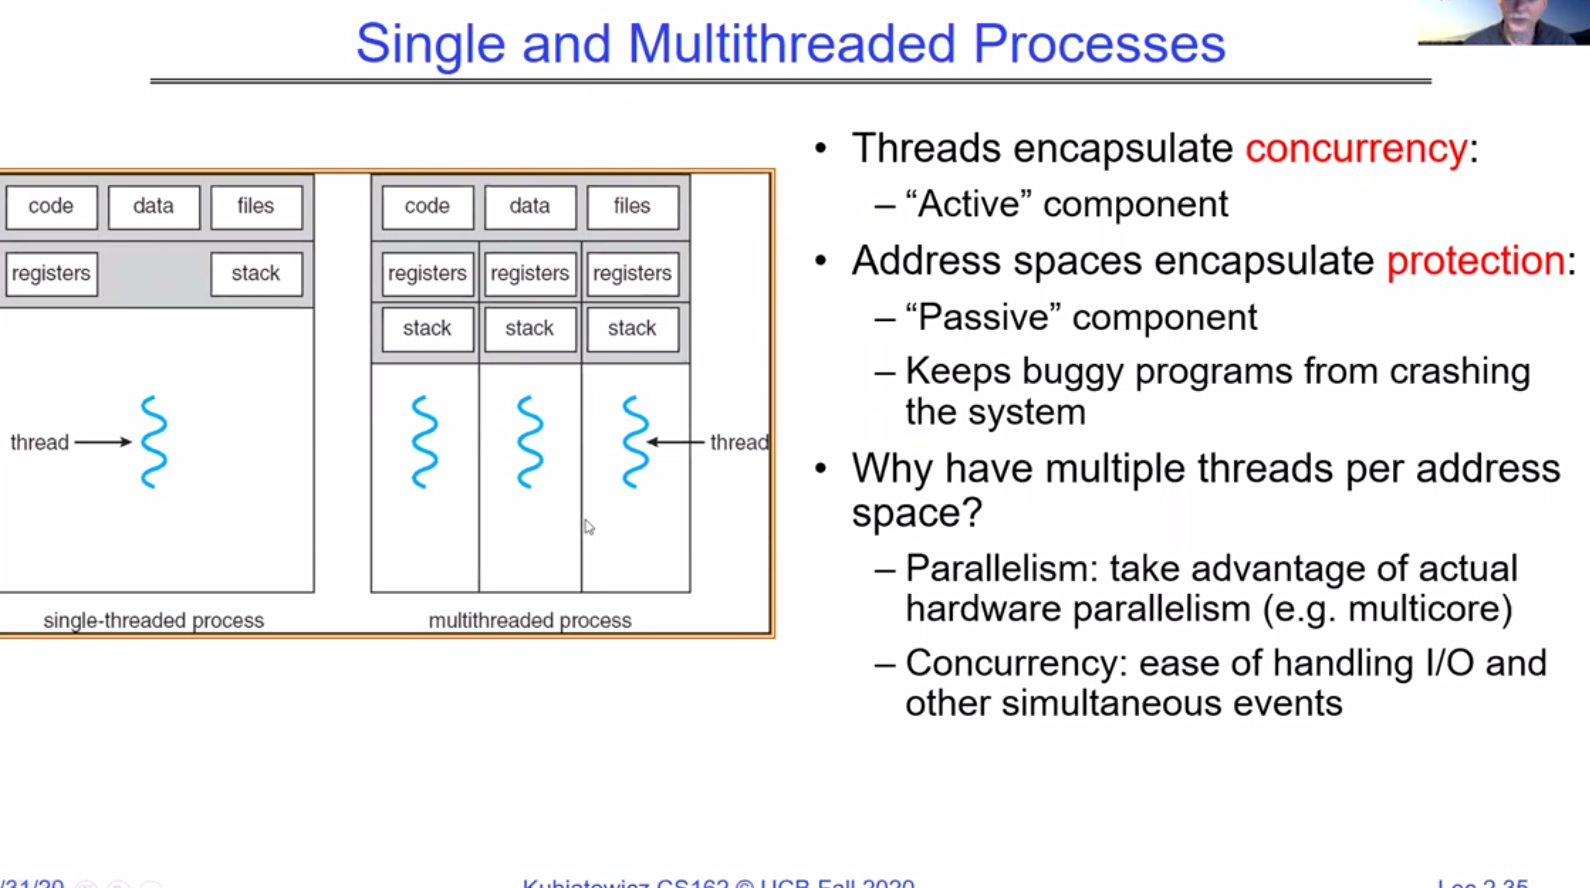 Single and Multithreaded Processes
code data files
registers stack
thread
single-threaded process
code data files
registers registers registers
stack stack stack
thread
multithreaded process
• Threads encapsulate concurrency:
– “Active” component
• Address spaces encapsulate protection:
– “Passive” component
– Keeps buggy programs from crashing
the system
• Why have multiple threads per address
space?
– Parallelism: take advantage of actual
hardware parallelism (e.g. multicore)
– Concurrency: ease of handling I/O and
other simultaneous events
/31/20
Kubiatowicz CS162 © UCB Fall 2020
Lec 2.35